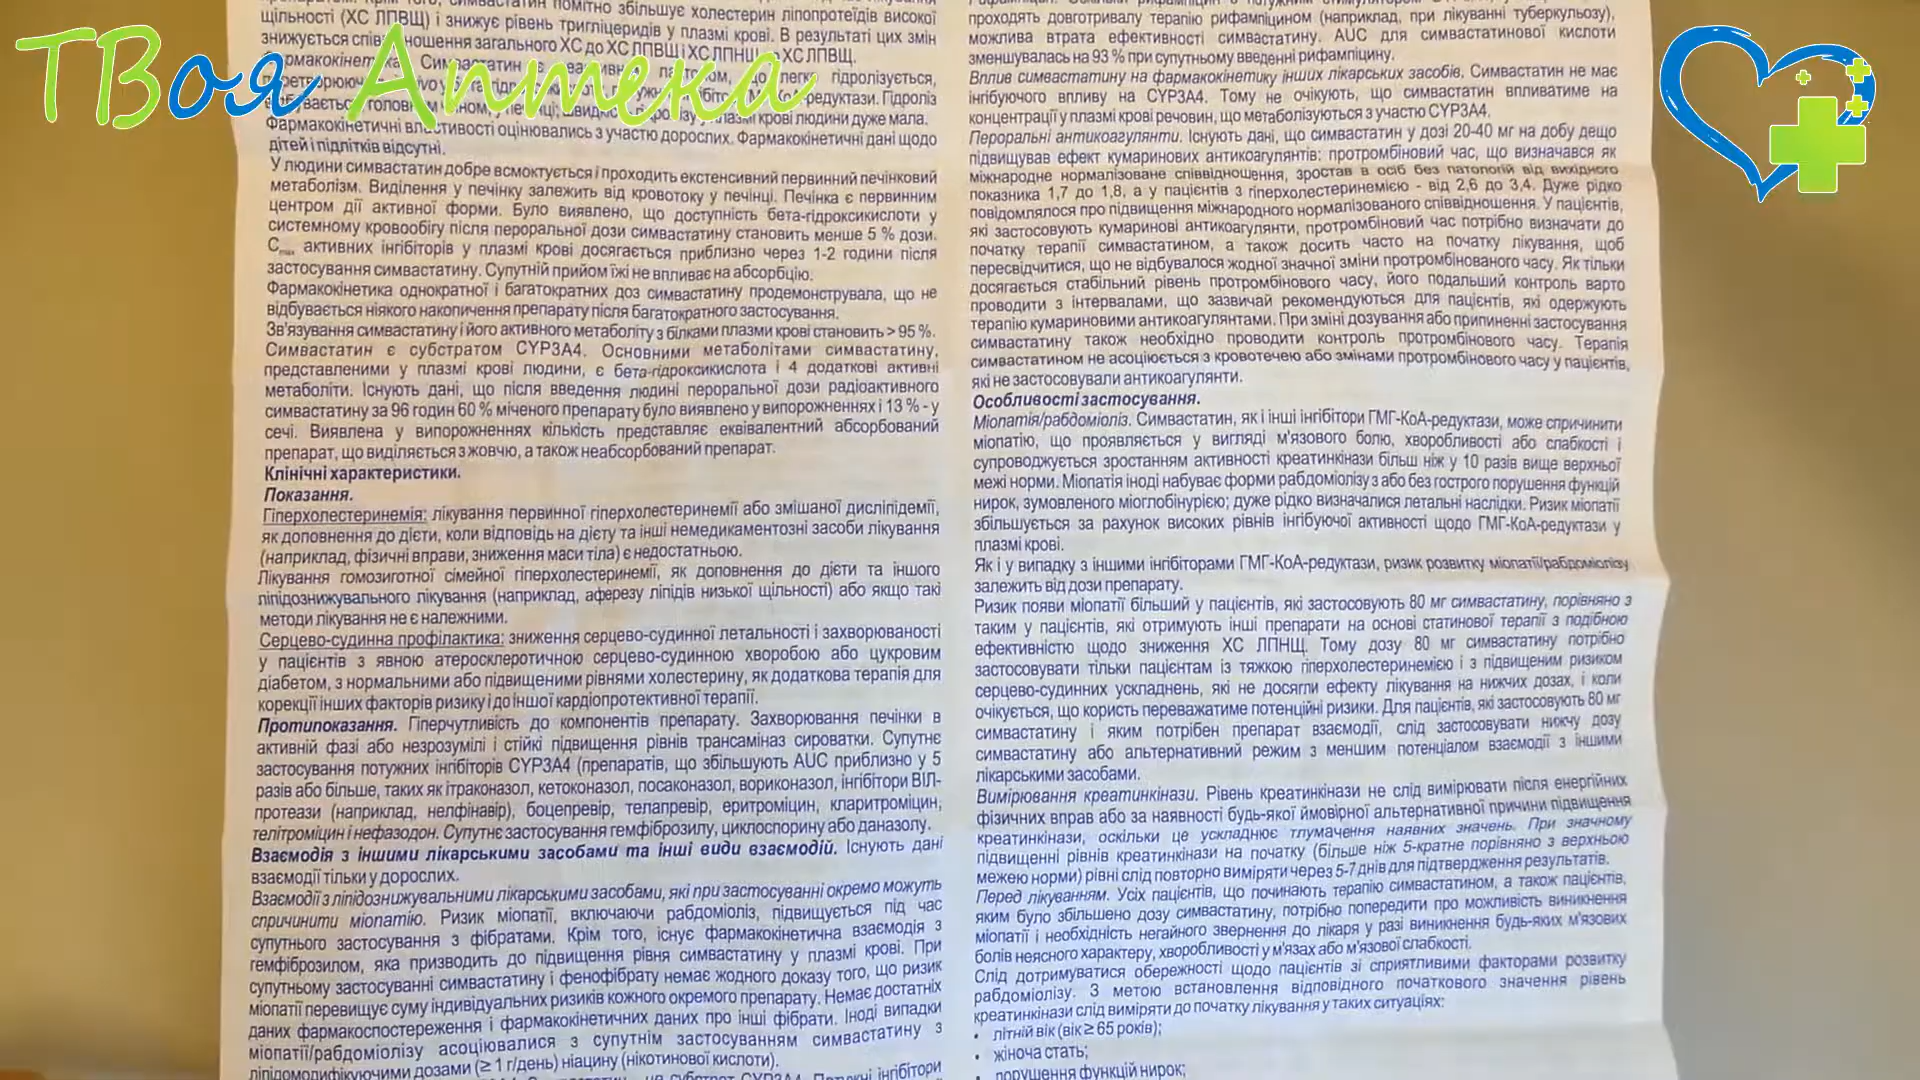 ТВоя Аптека
щільності (ХС ЛПВЩ) і знижує рівень тригліцеридів у плазмі крові. В результаті цих змін
знижується співвідношення загального ХС до ХС ЛПВЩ і ХС ЛПНЩ до ХС ЛПВЩ.
Фармакокінетика. Симвастатин є неактивним лактоном, що легко гідролізується,
кров людини дуже мала.
Фармакокінетичні властивості оцінювались з участю дорослих. Фармакокінетичні дані щодо
дітей і підлітків відсутні.
У людини симвастатин добре всмоктується і проходить екстенсивний первинний печінковий
метаболізм. Виділення у печінку залежить від кровотоку у печінці. Печінка є первинним
центром дії активної форми. Було виявлено, що доступність бета-гідроксикислоти у
системному кровообігу після пероральної дози симвастатину становить менше 5 % дози.
Cmax активних інгібіторів у плазмі крові досягається приблизно через 1-2 години після
застосування симвастатину. Супутній прийом їжі не впливає на абсорбцію.
Фармакокінетика однократної і багатократних доз симвастатину продемонструвала, що не
відбувається ніякого накопичення препарату після багатократного застосування.
Зв'язування симвастатину і його активного метаболіту з білками плазми крові становить > 95 %.
Симвастатин є субстратом CYP3A4. Основними метаболітами симвастатину,
представленими у плазмі крові людини, є бета-гідроксикислота і 4 додаткові активні
метаболіти. Існують дані, що після введення людині пероральної дози радіоактивного
симвастатину за 96 годин 60 % міченого препарату було виявлено у випорожненнях і 13 % - у
сечі. Виявлена у випорожненнях кількість представляє еквівалентний абсорбований
препарат, що виділяється з жовчю, а також неабсорбований препарат.
Клінічні характеристики.
Показання.
Гіперхолестеринемія: лікування первинної гіперхолестеринемії або змішаної дисліпідемії,
як доповнення до дієти, коли відповідь на дієту та інші немедикаментозні засоби лікування
(наприклад, фізичні вправи, зниження маси тіла) є недостатньою.
Лікування гомозиготної сімейної гіперхолестеринемії, як доповнення до дієти та іншого
ліпідознижувального лікування (наприклад, аферезу ліпідів низької щільності) або якщо такі
методи лікування не є належними.
Серцево-судинна профілактика: зниження серцево-судинної летальності і захворюваності
у пацієнтів з явною атеросклеротичною серцево-судинною хворобою або цукровим
діабетом, з нормальними або підвищеними рівнями холестерину, як додаткова терапія для
корекції інших факторів ризику і до іншої кардіопротективної терапії.
Протипоказання. Гіперчутливість до компонентів препарату. Захворювання печінки в
активній фазі або незрозумілі і стійкі підвищення рівнів трансаміназ сироватки. Супутнє
застосування потужних інгібіторів CYP3A4 (препаратів, що збільшують AUC приблизно у 5
разів або більше, таких як ітраконазол, кетоконазол, посаконазол, вориконазол, інгібітори ВІЛ-
протеази (наприклад, нелфінавір), боцепревір, телапревір, еритроміцин, кларитроміцин,
телітроміцин і нефазодон. Супутнє застосування гемфіброзилу, циклоспорину або даназолу.
Взаємодія з іншими лікарськими засобами та інші види взаємодій. Існують дані
взаємодії тільки у дорослих.
Взаємодії з ліпідознижувальними лікарськими засобами, які при застосуванні окремо можуть
спричинити міопатію. Ризик міопатії, включаючи рабдоміоліз, підвищується під час
супутнього застосування з фібратами. Крім того, існує фармакокінетична взаємодія з
гемфіброзилом, яка призводить до підвищення рівня симвастатину у плазмі крові. При
супутньому застосуванні симвастатину і фенофібрату немає жодного доказу того, що ризик
міопатії перевищує суму індивідуальних ризиків кожного окремого препарату. Немає достатніх
даних фармакоспостереження і фармакокінетичних даних про інші фібрати. Іноді випадки
міопатії/рабдоміолізу асоціювалися з супутнім застосуванням симвастатину з
ліпідомодифікуючими дозами (≥ 1 г/день) ніацину (нікотинової кислоти).
проходять довготривалу терапію рифампіцином (наприклад, при лікуванні туберкульозу),
можлива втрата ефективності симвастатину. AUC для симвастатинової кислоти
зменшувалась на 93 % при супутньому введенні рифампіцину.
Вплив симвастатину на фармакокінетику інших лікарських засобів. Симвастатин не має
інгібуючого впливу на CYP3A4. Тому не очікують, що симвастатин впливатиме на
концентрації у плазмі крові речовин, що метаболізуються з участю CYP3A4.
Пероральні антикоагулянти. Існують дані, що симвастатин у дозі 20-40 мг на добу дещо
підвищував ефект кумаринових антикоагулянтів: протромбіновий час, що визначався як
міжнародне нормалізоване співвідношення, зростав в осіб без патологій від вихідного
показника 1,7 до 1,8, а у пацієнтів з гіперхолестеринемією - від 2,6 до 3,4. Дуже рідко
повідомлялося про підвищення міжнародного нормалізованого співвідношення. У пацієнтів,
які застосовують кумаринові антикоагулянти, протромбіновий час потрібно визначати до
початку терапії симвастатином, а також досить часто на початку лікування, щоб
пересвідчитися, що не відбувалося жодної значної зміни протромбінованого часу. Як тільки
досягається стабільний рівень протромбінового часу, його подальший контроль варто
проводити з інтервалами, що зазвичай рекомендуються для пацієнтів, які одержують
терапію кумариновими антикоагулянтами. При зміні дозування або припиненні застосування
симвастатину також необхідно проводити контроль протромбінового часу. Терапія
симвастатином не асоціюється з кровотечею або змінами протромбінового часу у пацієнтів,
які не застосовували антикоагулянти.
Особливості застосування.
Міопатія/рабдоміоліз. Симвастатин, як і інші інгібітори ГМГ-КоА-редуктази, може спричинити
міопатію, що проявляється у вигляді м'язового болю, хворобливості або слабкості і
супроводжується зростанням активності креатинкінази більш ніж у 10 разів вище верхньої
межі норми. Міопатія іноді набуває форми рабдоміолізу з або без гострого порушення функцій
нирок, зумовленого міоглобінурією; дуже рідко визначалися летальні наслідки. Ризик міопатії
збільшується за рахунок високих рівнів інгібуючої активності щодо ГМГ-КоА-редуктази у
плазмі крові.
Як і у випадку з іншими інгібіторами ГМГ-КоА-редуктази, ризик розвитку міопатії/рабдоміолізу
залежить від дози препарату.
Ризик появи міопатії більший у пацієнтів, які застосовують 80 мг симвастатину, порівняно з
таким у пацієнтів, які отримують інші препарати на основі статинової терапії з подібною
ефективністю щодо зниження ХС ЛПНЩ. Тому дозу 80 мг симвастатину потрібно
застосовувати тільки пацієнтам із тяжкою гіперхолестеринемією і з підвищеним ризиком
серцево-судинних ускладнень, які не досягли ефекту лікування на нижчих дозах, і коли
очікується, що користь переважатиме потенційні ризики. Для пацієнтів, які застосовують 80 мг
симвастатину і яким потрібен препарат взаємодії, слід застосовувати нижчу дозу
симвастатину або альтернативний режим з меншим потенціалом взаємодії з іншими
лікарськими засобами.
Вимірювання креатинкінази. Рівень креатинкінази не слід вимірювати після енергійних
фізичних вправ або за наявності будь-якої ймовірної альтернативної причини підвищення
креатинкінази, оскільки це ускладнює тлумачення наявних значень. При значному
підвищенні рівнів креатинкінази на початку (більше ніж 5-кратне порівняно з верхньою
межею норми) рівні слід повторно виміряти через 5-7 днів для підтвердження результатів.
Перед лікуванням. Усіх пацієнтів, що починають терапію симвастатином, а також пацієнтів,
яким було збільшено дозу симвастатину, потрібно попередити про можливість виникнення
міопатії і необхідність негайного звернення до лікаря у разі виникнення будь-яких м'язових
болів неясного характеру, хворобливості у м'язах або м'язової слабкості.
Слід дотримуватися обережності щодо пацієнтів зі сприятливими факторами розвитку
рабдоміолізу. З метою встановлення відповідного початкового значення рівень
креатинкінази слід виміряти до початку лікування у таких ситуаціях:
• літній вік (вік ≥ 65 років);
• жіноча стать;
• порушення функцій нирок;